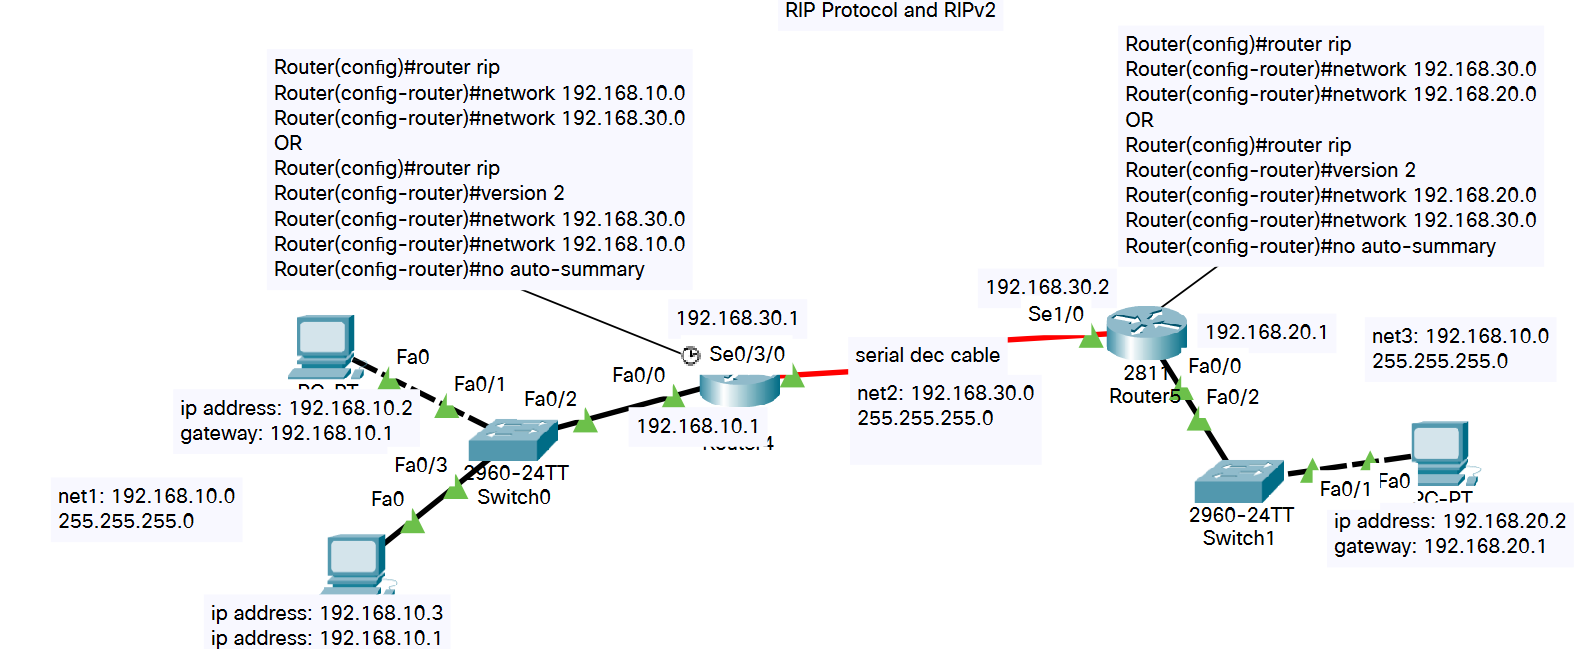 RIP Protocol and RIPv2
Router(config)#router rip
Router(config-router)#network 192.168.10.0
Router(config-router)#network 192.168.30.0
OR
Router(config)#router rip
Router(config-router)#version 2
Router(config-router)#network 192.168.30.0
Router(config-router)#network 192.168.10.0
Router(config-router)#no auto-summary
Router(config)#router rip
Router(config-router)#network 192.168.30.0
Router(config-router)#network 192.168.20.0
OR
Router(config)#router rip
Router(config-router)#version 2
Router(config-router)#network 192.168.20.0
Router(config-router)#network 192.168.30.0
Router(config-router)#no auto-summary
192.168.30.1
Se0/3/0
192.168.30.2
Se1/0
192.168.20.1
net3: 192.168.10.0
255.255.255.0
serial dec cable
net2: 192.168.30.0
255.255.255.0
2811
Router5
Fa0/0
Fa0/2
Fa0
Fa0/1
Fa0/2
Fa0/0
PC-PT
ip address: 192.168.10.2
gateway: 192.168.10.1
192.168.10.1
Router4
Fa0/3
Fa0
2960-24TT
Switch0
net1: 192.168.10.0
255.255.255.0
ip address: 192.168.10.3
ip address: 192.168.10.1
2960-24TT
Switch1
Fa0/1
Fa0
PC-PT
ip address: 192.168.20.2
gateway: 192.168.20.1